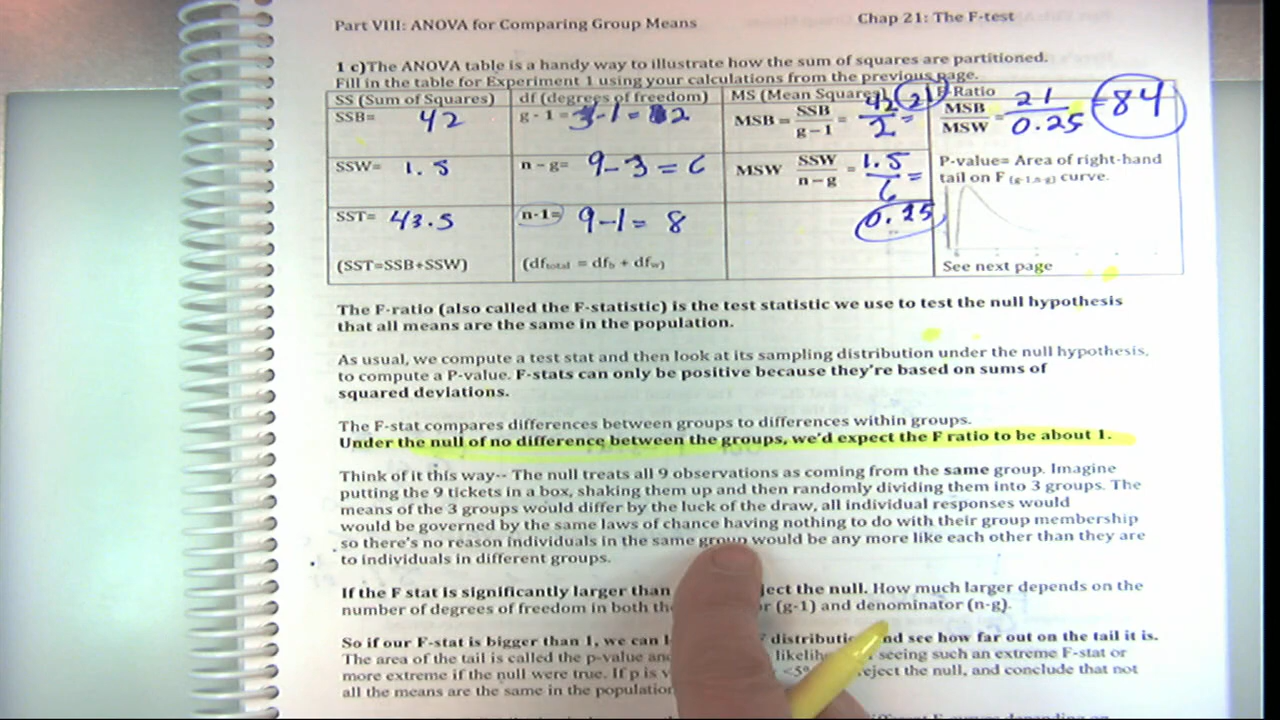 Part VIII: ANOVA for Comparing Group Means
Chap 21: The F-test
1 c)The ANOVA table is a handy way to illustrate how the sum of squares are partitioned.
Fill in the table for Experiment 1 using your calculations from the previous page.
SS (Sum of Squares) df (degrees of freedom) MS (Mean Squares) F Ratio
SSB= 42
g - 1 = 3-1 = 2
MSB = SSB / g-1 = 42 / 2 = 21
MSB / MSW = 21 / 0.25 = 84
SSW= 1.5
n – g= 9-3 = 6
MSW SSW / n-g = 1.5 / 6 = 0.25
P-value= Area of right-hand
tail on F (g-1,n-g) curve.
SST= 43.5
n-1= 9-1 = 8
(SST=SSB+SSW)
(dftotal = dfb + dfw)
See next page
The F-ratio (also called the F-statistic) is the test statistic we use to test the null hypothesis
that all means are the same in the population.
As usual, we compute a test stat and then look at its sampling distribution under the null hypothesis,
to compute a P-value. F-stats can only be positive because they're based on sums of
squared deviations.
The F-stat compares differences between groups to differences within groups.
Under the null of no difference between the groups, we'd expect the F ratio to be about 1.
Think of it this way-- The null treats all 9 observations as coming from the same group. Imagine
putting the 9 tickets in a box, shaking them up and then randomly dividing them into 3 groups. The
means of the 3 groups would differ by the luck of the draw, all individual responses would
would be governed by the same laws of chance having nothing to do with their group membership
so there's no reason individuals in the same group would be any more like each other than they are
to individuals in different groups.
If the F stat is significantly larger than ject the null. How much larger depends on the
number of degrees of freedom in both the r (g-1) and denominator (n-g).
So if our F-stat is bigger than 1, we can distributi nd see how far out on the tail it is.
The area of the tail is called the p-value and likelih seeing such an extreme F-stat or
more extreme if the null were true. If p is <5% eject the null, and conclude that not
all the means are the same in the population